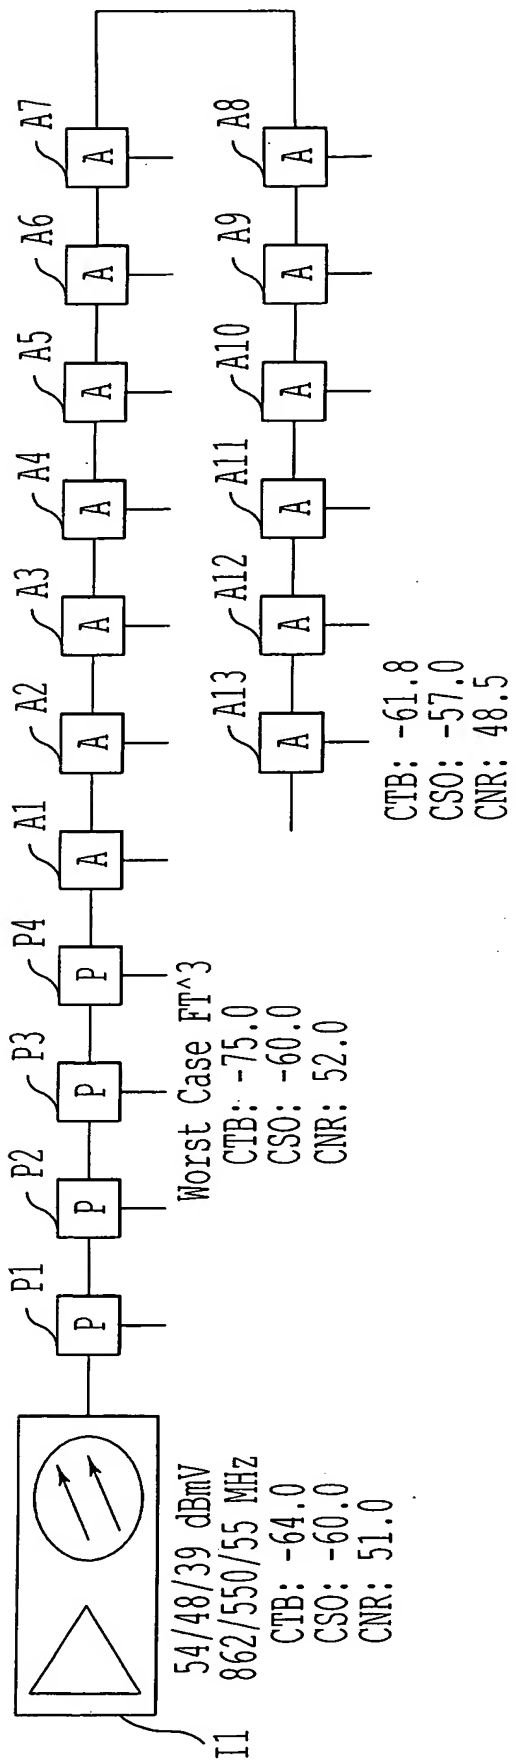 A7
A6
A5
A4
A3
A2
A1
P4
P3
P2
P1
A
A
A
A
A
A
A
P
P
P
P
A8
A9
A10
A11
A12
A13
A
A
A
A
A
A
I1
54/48/39 dBmV
862/550/55 MHz
CTB: -64.0
CSO: -60.0
CNR: 51.0
Worst Case FT^3
CTB: -75.0
CSO: -60.0
CNR: 52.0
CTB: -61.8
CSO: -57.0
CNR: 48.5